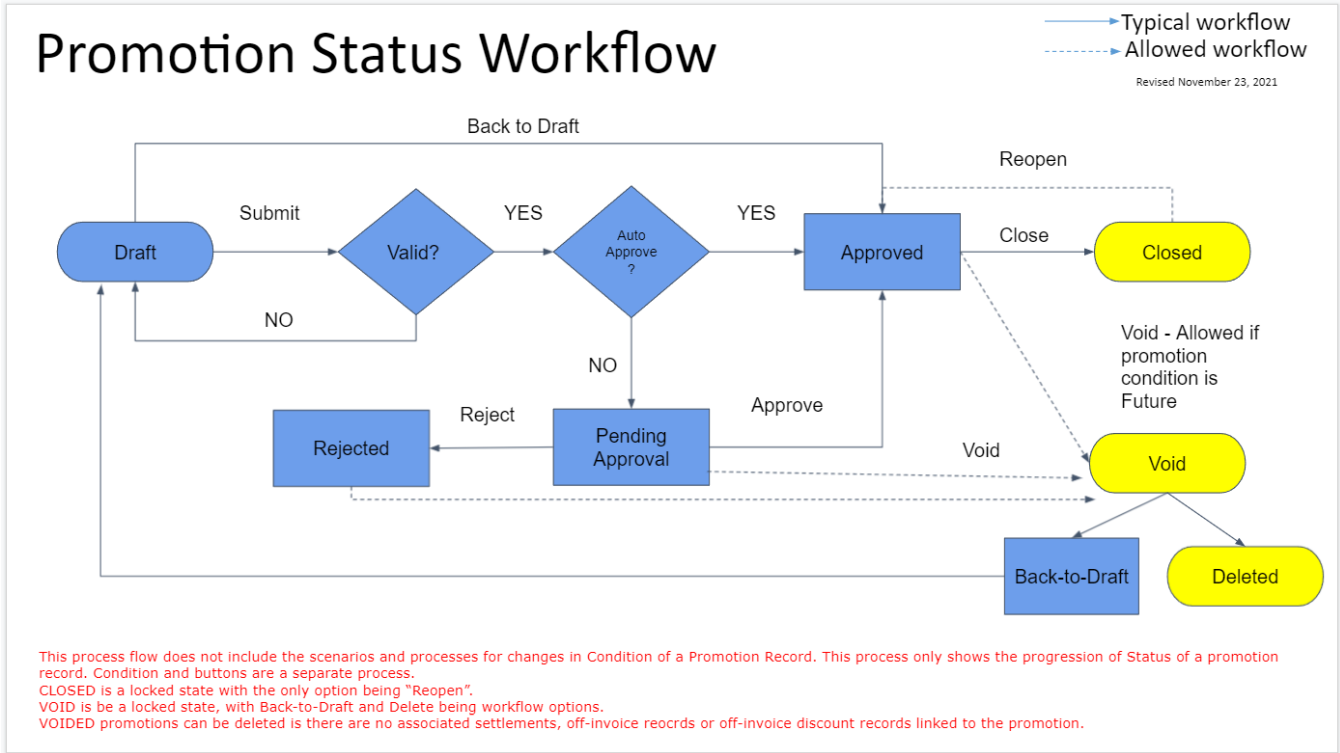 Promotion Status Workflow
Typical workflow
Allowed workflow
Revised November 23, 2021
Back to Draft
Reopen
Submit
YES
YES
Draft
Valid?
Auto
Approve
?
Approved
Close
Closed
NO
Void - Allowed if
promotion
condition is
Future
NO
Reject
Approve
Rejected
Pending
Approval
Void
Void
Back-to-Draft
Deleted
This process flow does not include the scenarios and processes for changes in Condition of a Promotion Record. This process only shows the progression of Status of a promotion
record. Condition and buttons are a separate process.
CLOSED is a locked state with the only option being “Reopen”.
VOID is be a locked state, with Back-to-Draft and Delete being workflow options.
VOIDED promotions can be deleted is there are no associated settlements, off-invoice reocrds or off-invoice discount records linked to the promotion.